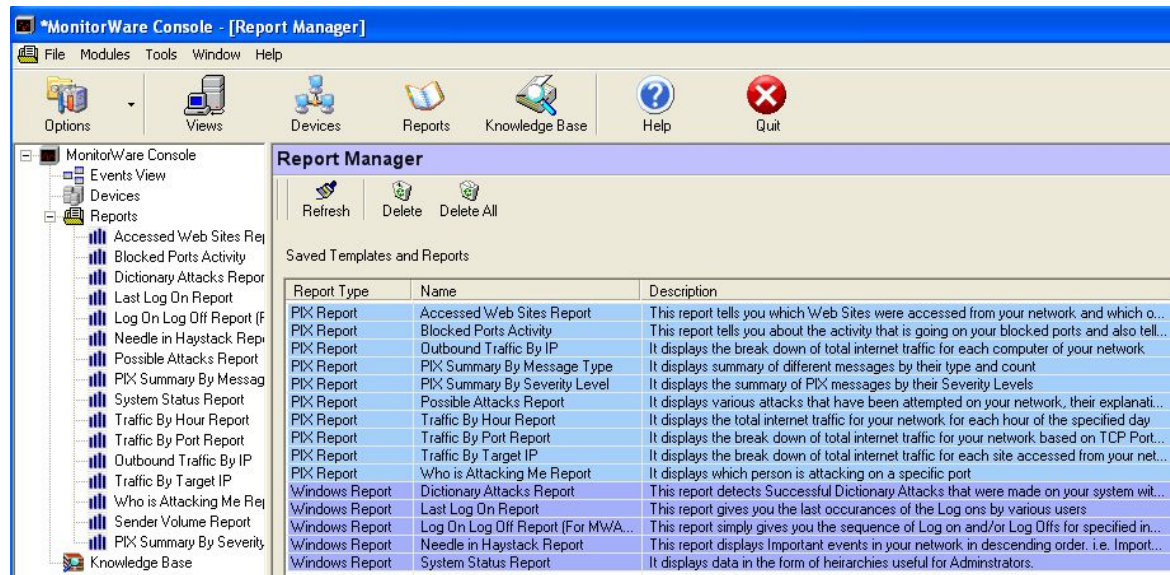 *MonitorWare Console - [Report Manager]
File Modules Tools Window Help
Options Views Devices Reports Knowledge Base Help Quit
MonitorWare Console
Events View
Devices
Reports
Accessed Web Sites Rep
Blocked Ports Activity
Dictionary Attacks Repor
Last Log On Report
Log On Log Off Report (F
Needle in Haystack Repo
Possible Attacks Report
PIX Summary By Messag
System Status Report
Traffic By Hour Report
Traffic By Port Report
Outbound Traffic By IP
Traffic By Target IP
Who is Attacking Me Rep
Sender Volume Report
PIX Summary By Severity
Knowledge Base
Report Manager
Refresh Delete Delete All
Saved Templates and Reports
Report Type Name Description
PIX Report Accessed Web Sites Report This report tells you which Web Sites were accessed from your network and which o...
PIX Report Blocked Ports Activity This report tells you about the activity that is going on your blocked ports and also tell...
PIX Report Outbound Traffic By IP It displays the break down of total internet traffic for each computer of your network
PIX Report PIX Summary By Message Type It displays summary of different messages by their type and count
PIX Report PIX Summary By Severity Level It displays the summary of PIX messages by their Severity Levels
PIX Report Possible Attacks Report It displays various attacks that have been attempted on your network, their explanati...
PIX Report Traffic By Hour Report It displays the total internet traffic for your network for each hour of the specified day
PIX Report Traffic By Port Report It displays the break down of total internet traffic for your network based on TCP Port...
PIX Report Traffic By Target IP It displays the break down of total internet traffic for each site accessed from your net...
PIX Report Who is Attacking Me Report It displays which person is attacking on a specific port
Windows Report Dictionary Attacks Report This report detects Successful Dictionary Attacks that were made on your system wit...
Windows Report Last Log On Report This report gives you the last occurances of the Log ons by various users
Windows Report Log On Log Off Report (For MWA... This report simply gives you the sequence of Log on and/or Log Offs for specified in...
Windows Report Needle in Haystack Report This report displays Important events in your network in descending order. i.e. Import...
Windows Report System Status Report It displays data in the form of heirarchies useful for Adminstrators.